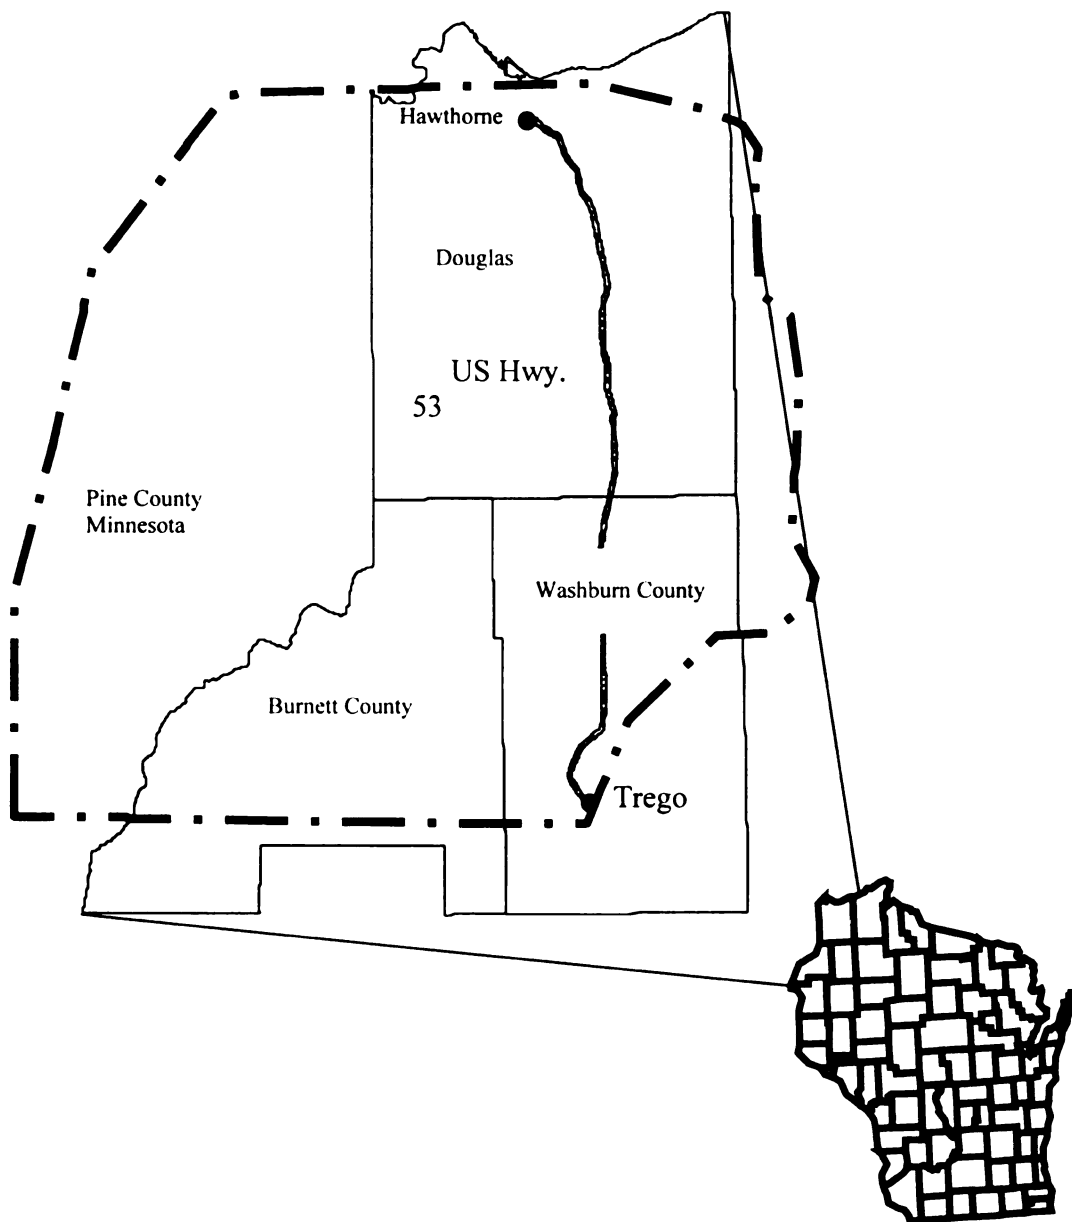 Hawthorne
Douglas
US Hwy.
53
Pine County
Minnesota
Washburn County
Burnett County
Trego